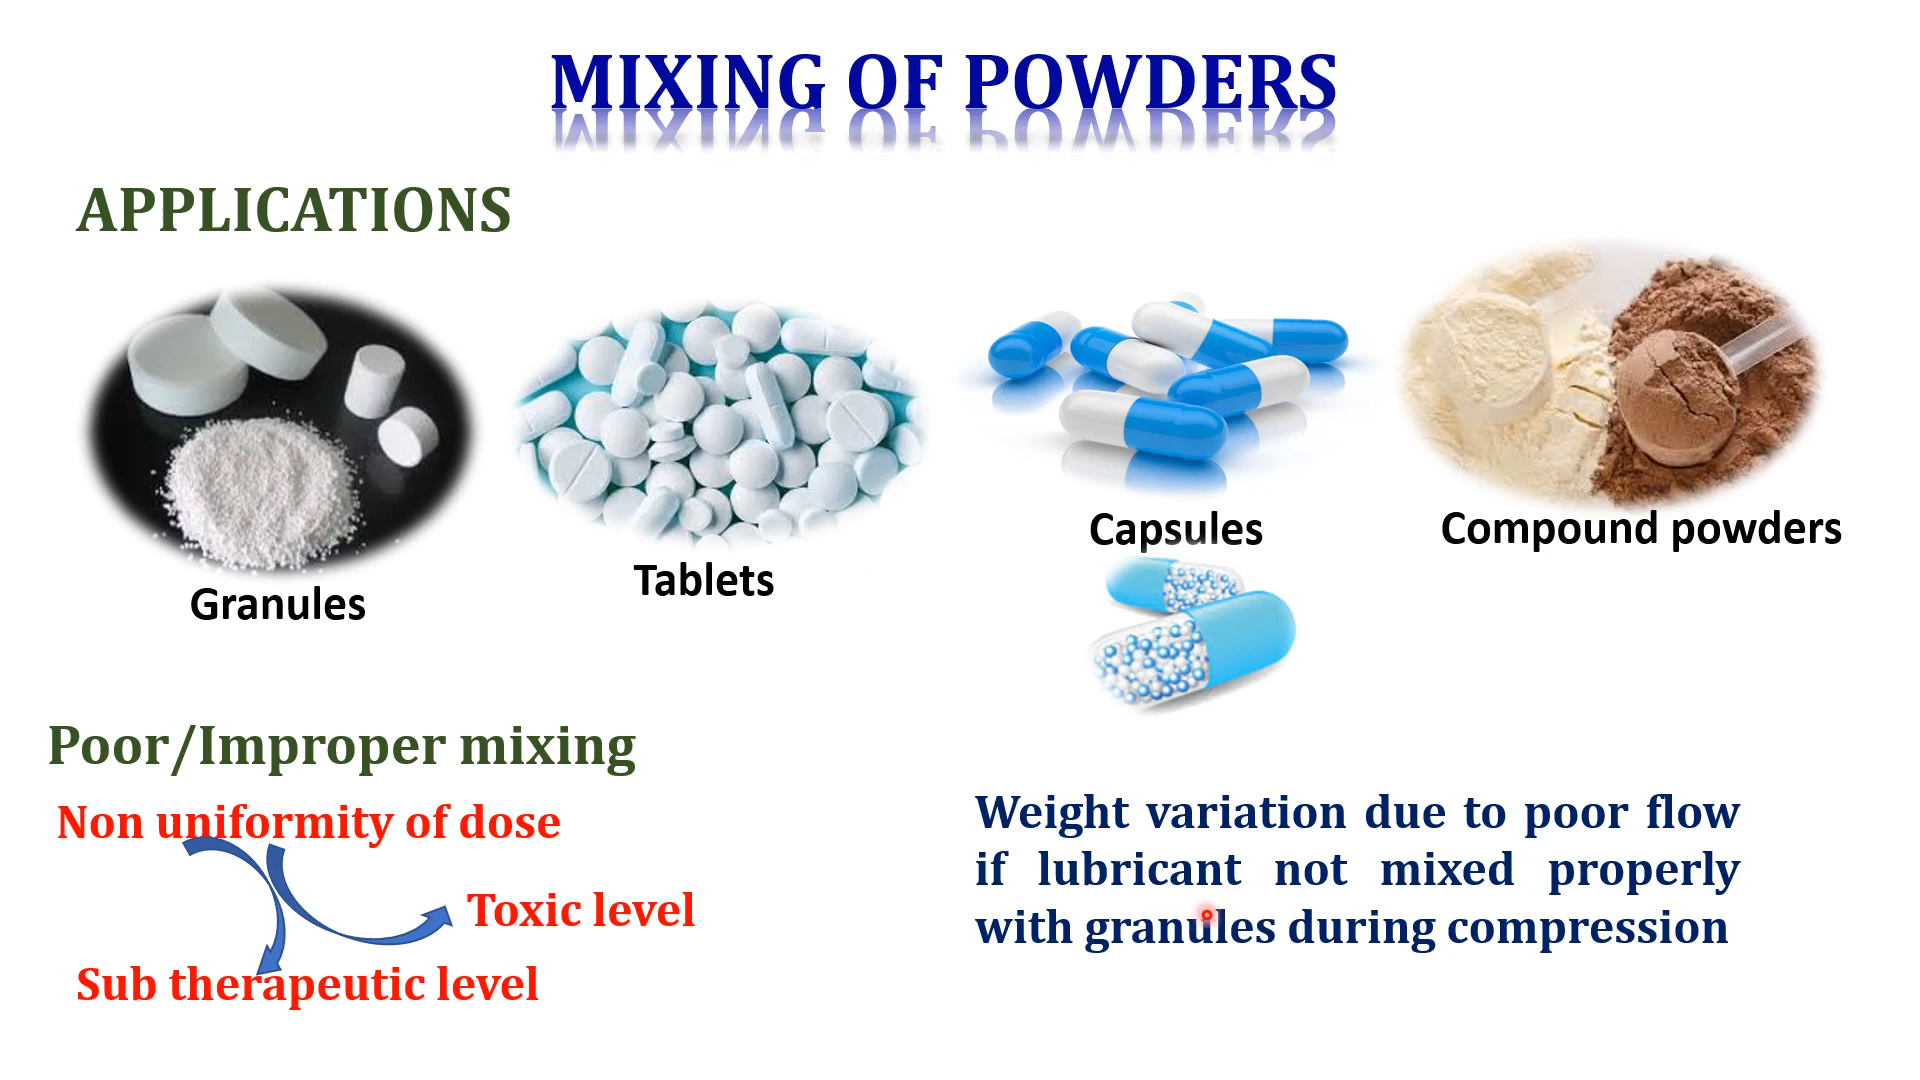 MIXING OF POWDERS
APPLICATIONS
Granules
Tablets
Capsules
Compound powders
Poor/Improper mixing
Non uniformity of dose
Toxic level
Sub therapeutic level
Weight variation due to poor flow
if lubricant not mixed properly
with granules during compression